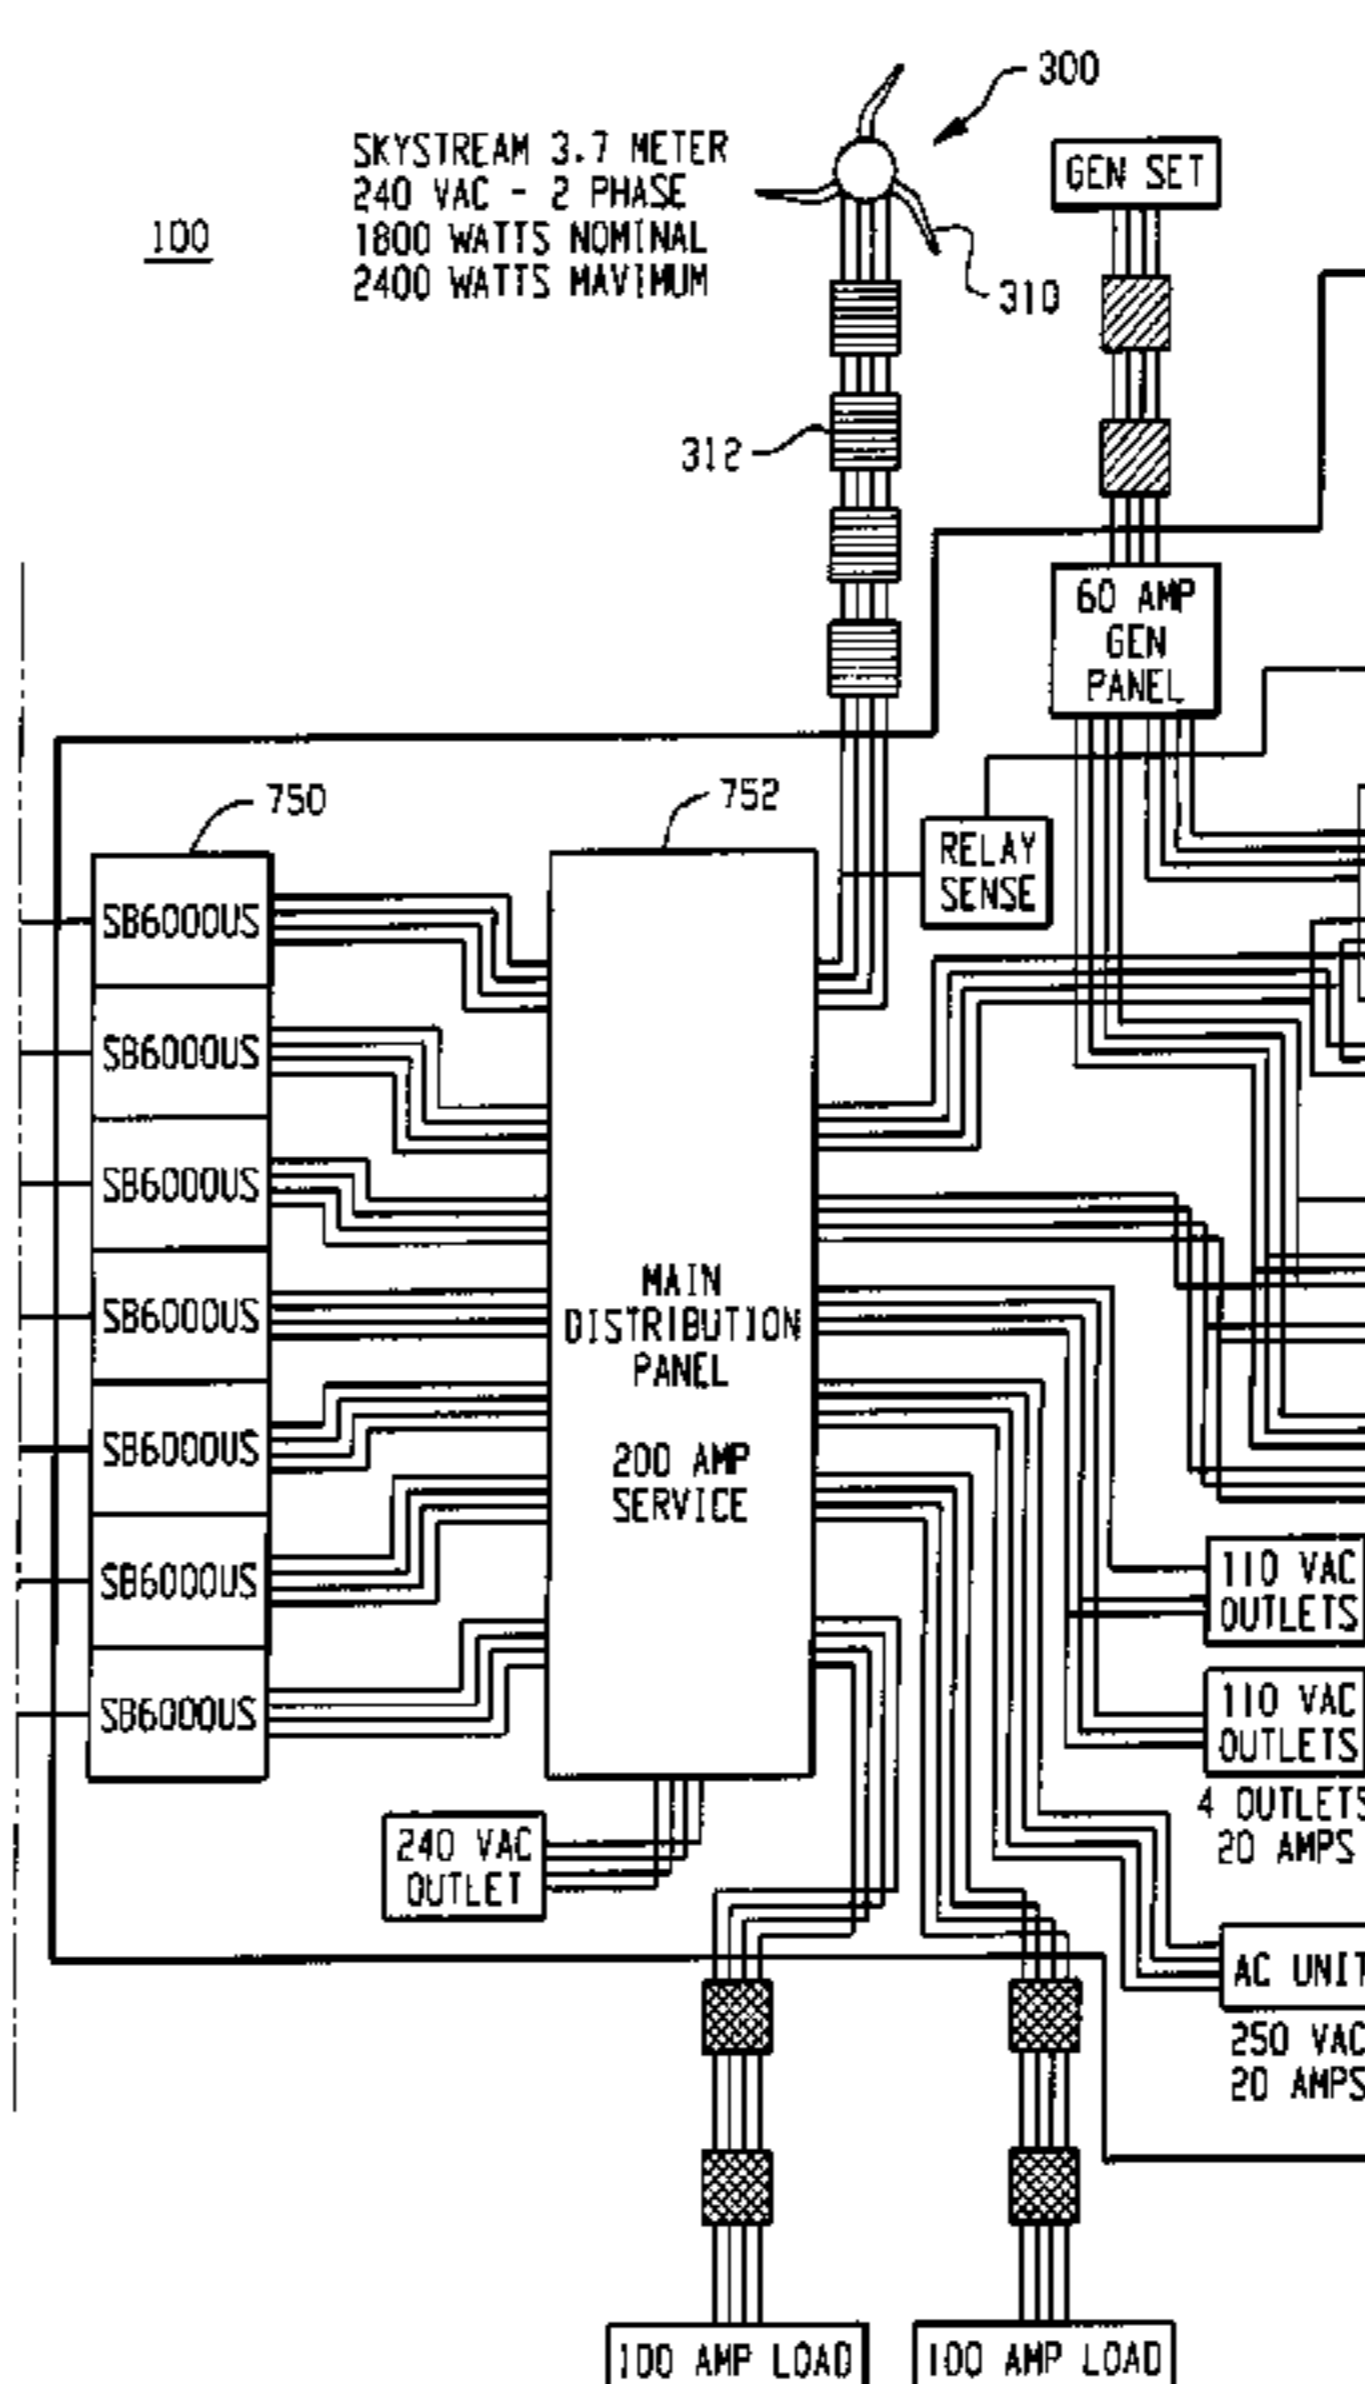 300
SKYSTREAM 3.7 METER
240 VAC - 2 PHASE
1800 WATTS NOMINAL
2400 WATTS MAVIMUM
100
GEN SET
310
312
60 AMP
GEN
PANEL
750
752
RELAY
SENSE
SB6000US
SB6000US
SB6000US
SB6000US
SB6000US
SB6000US
SB6000US
MAIN
DISTRIBUTION
PANEL
200 AMP
SERVICE
110 VAC
OUTLETS
110 VAC
OUTLETS
4 OUTLETS
20 AMPS
240 VAC
OUTLET
AC UNIT
250 VAC
20 AMPS
100 AMP LOAD
100 AMP LOAD